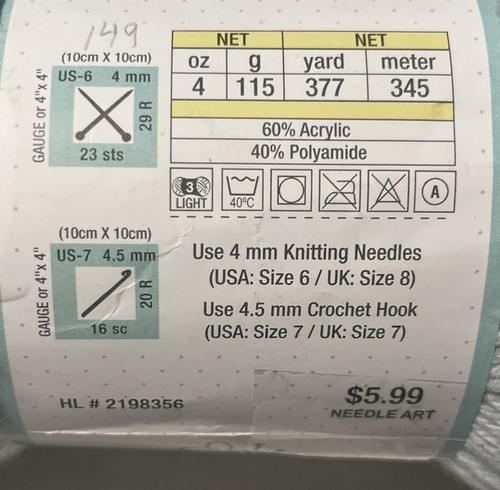 149
(10cm X 10cm)
GAUGE or 4"x 4"
US-6 4 mm
29 R
23 sts
NET NET
oz g yard meter
4 115 377 345
60% Acrylic
40% Polyamide
3
LIGHT
40ºC
A
(10cm X 10cm)
GAUGE or 4"x 4"
US-7 4.5 mm
20 R
16 sc
Use 4 mm Knitting Needles
(USA: Size 6 / UK: Size 8)
Use 4.5 mm Crochet Hook
(USA: Size 7 / UK: Size 7)
HL # 2198356
$5.99
NEEDLE ART